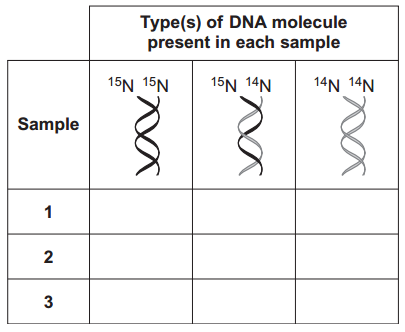 Type(s) of DNA molecule
present in each sample
Sample
¹⁵N ¹⁵N
¹⁵N ¹⁴N
¹⁴N ¹⁴N
1
2
3